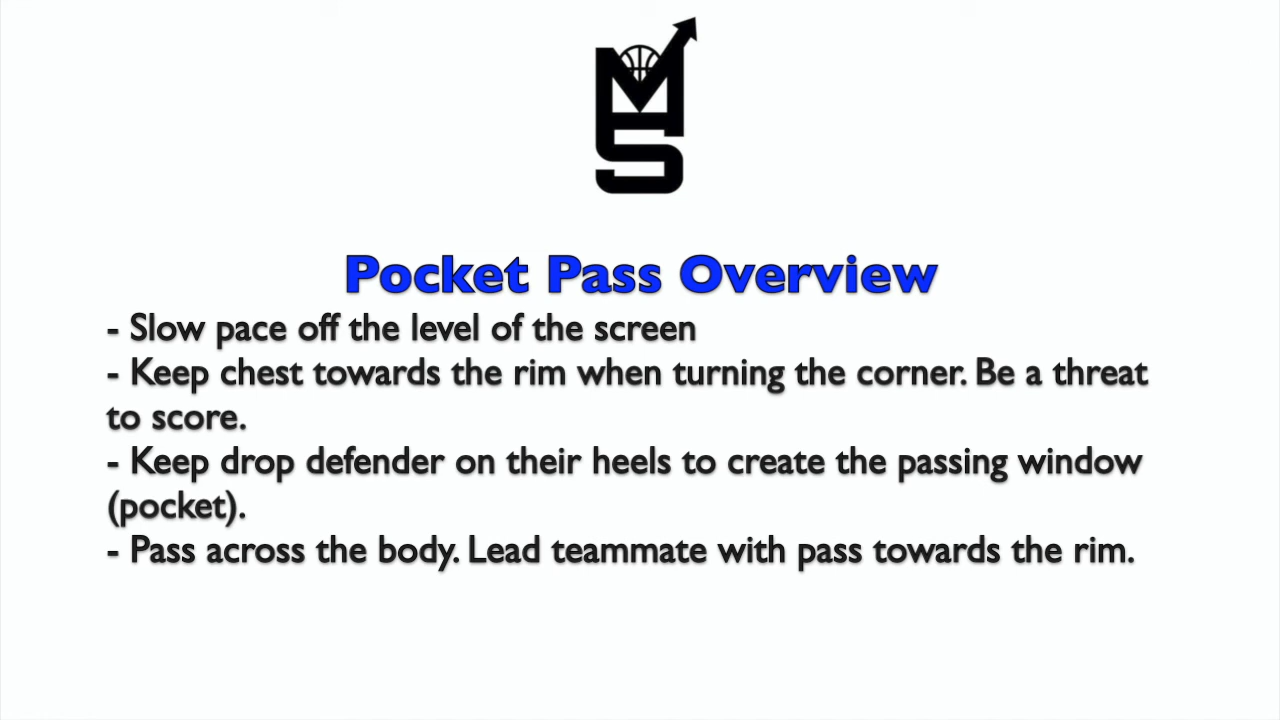 MS
Pocket Pass Overview
- Slow pace off the level of the screen
- Keep chest towards the rim when turning the corner. Be a threat
to score.
- Keep drop defender on their heels to create the passing window
(pocket).
- Pass across the body. Lead teammate with pass towards the rim.